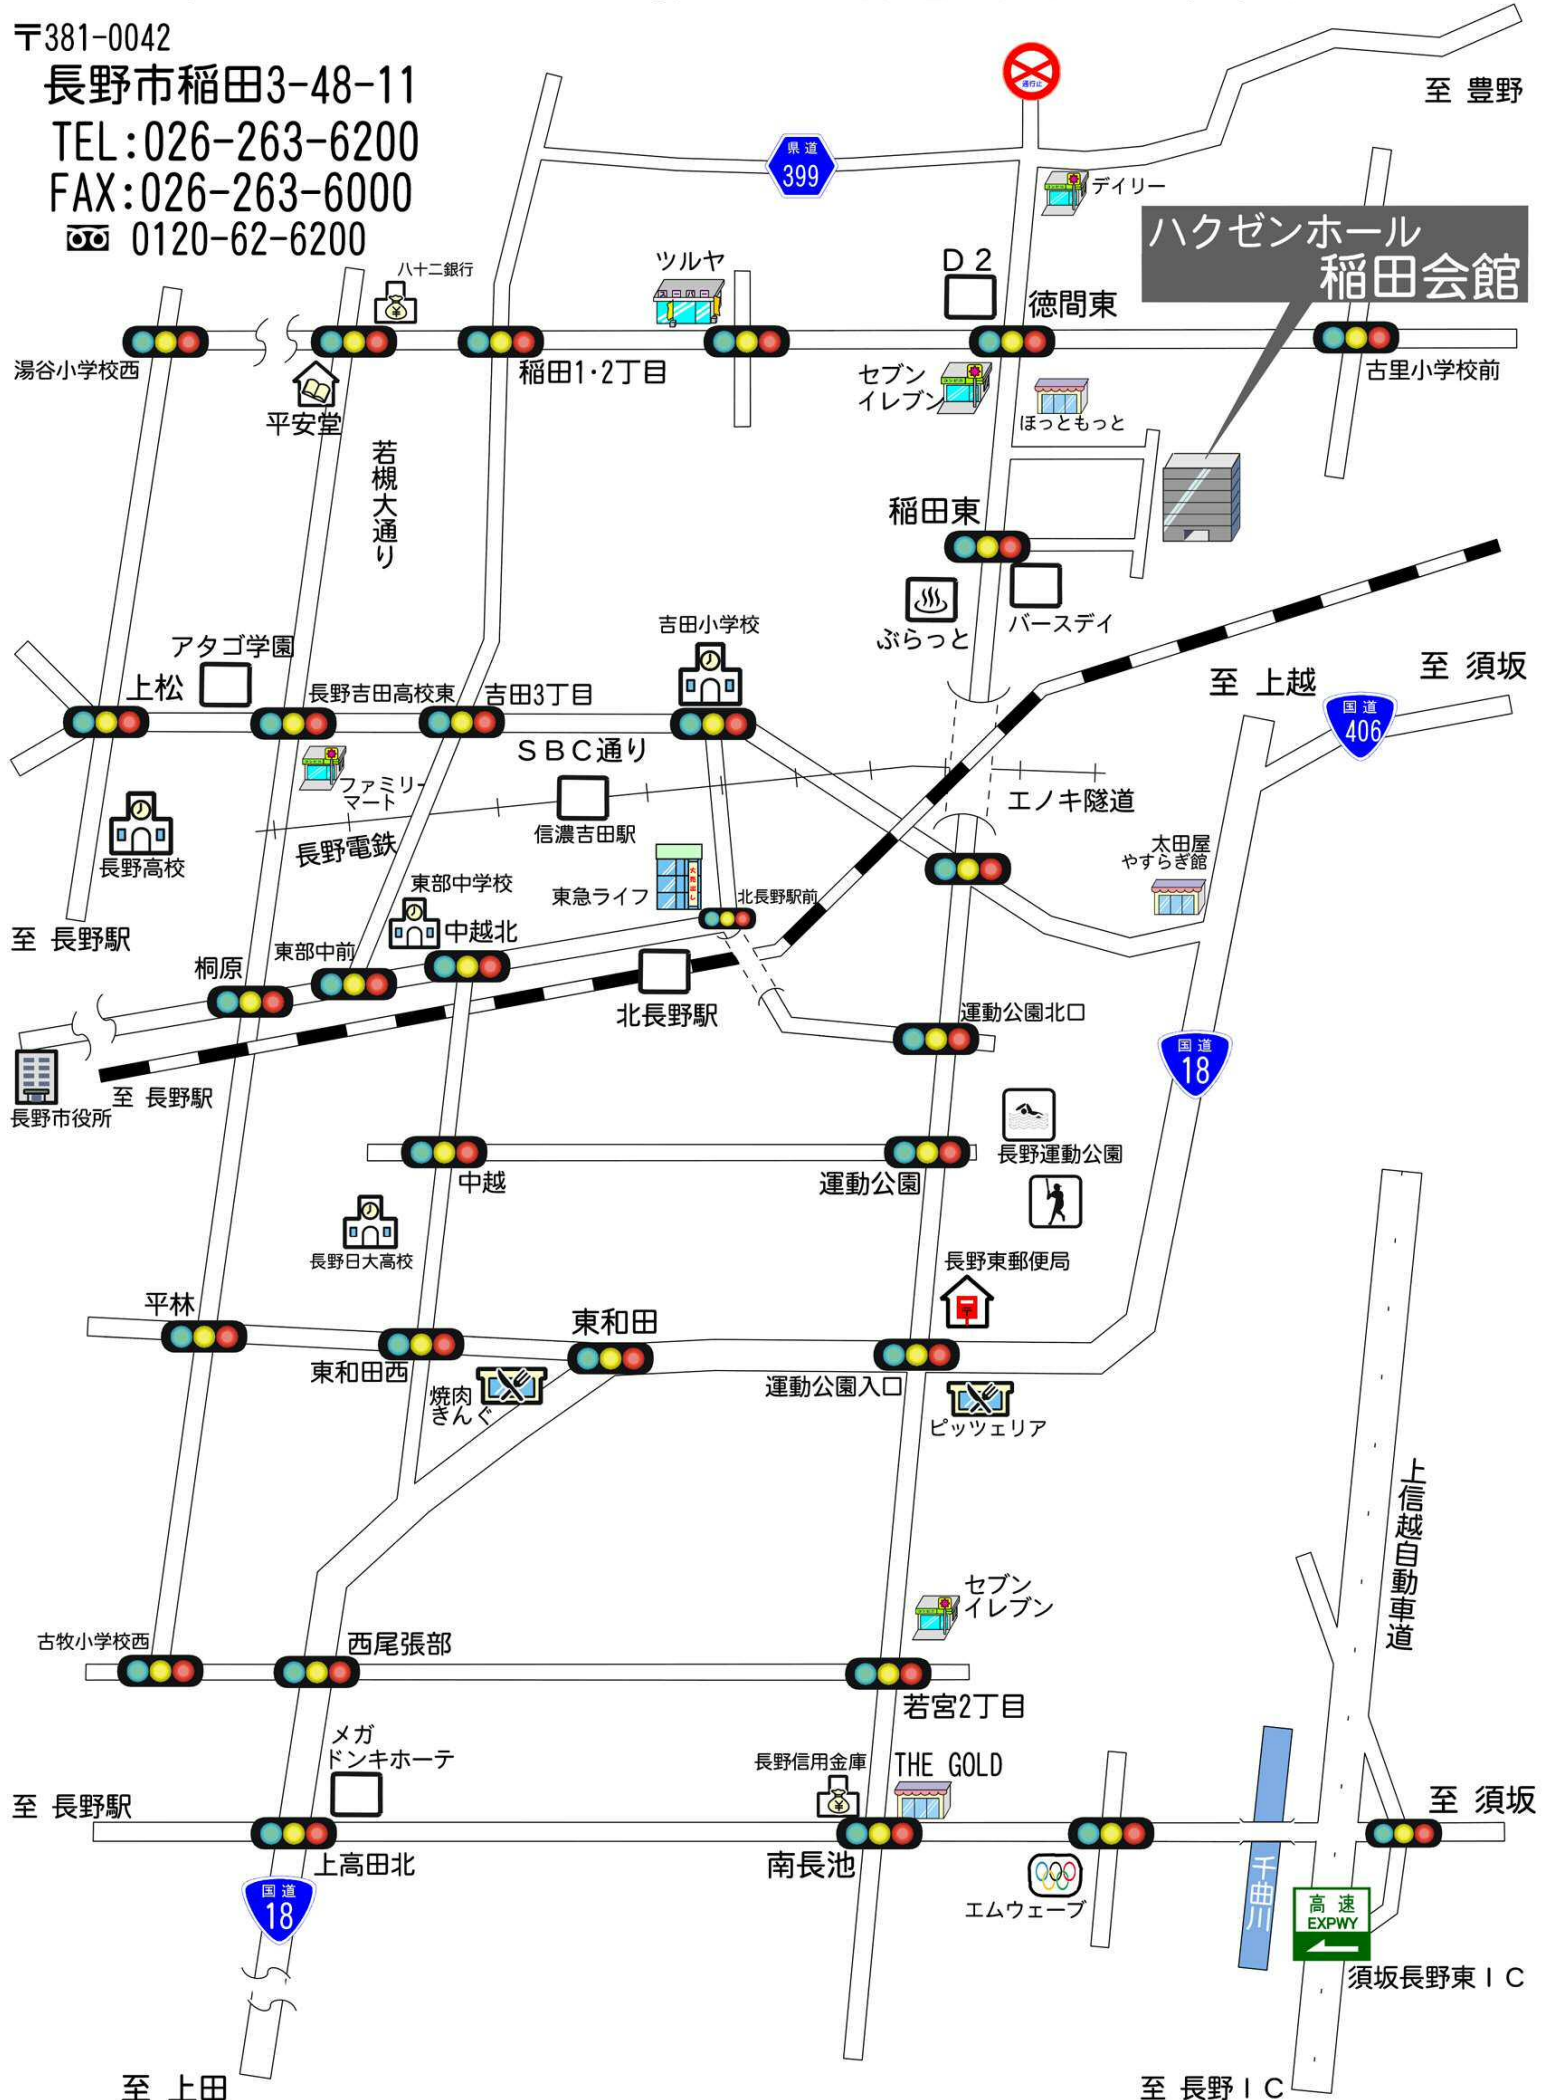 〒381-0042
長野市稲田3-48-11
TEL:026-263-6200
FAX:026-263-6000
0120-62-6200
通行止
至 豊野
県道
399
デイリー
ハクゼンホール
稲田会館
八十二銀行
ツルヤ
D2
徳間東
スーパー
湯谷小学校西
稲田1・2丁目
古里小学校前
平安堂
セブン
イレブン
ほっともっと
若槻大通り
稲田東
ぶらっと
バースデイ
アタゴ学園
吉田小学校
上松
長野吉田高校東
吉田3丁目
至 上越
至 須坂
国道
406
SBC通り
ファミリー
マート
エノキ隧道
信濃吉田駅
長野電鉄
長野高校
太田屋
やすらぎ館
東部中学校
東急ライフ
北長野駅前
至 長野駅
東部中前
中越北
桐原
北長野駅
運動公園北口
国道
18
長野市役所
至 長野駅
長野運動公園
中越
運動公園
長野日大高校
長野東郵便局
平林
東和田
東和田西
焼肉
きんぐ
運動公園入口
ピッツェリア
上信越自動車道
セブン
イレブン
古牧小学校西
西尾張部
若宮2丁目
メガ
ドンキホーテ
長野信用金庫
THE GOLD
至 長野駅
至 須坂
上高田北
南長池
エムウェーブ
千曲川
国道
18
高速
EXPWY
須坂長野東IC
至 上田
至 長野IC